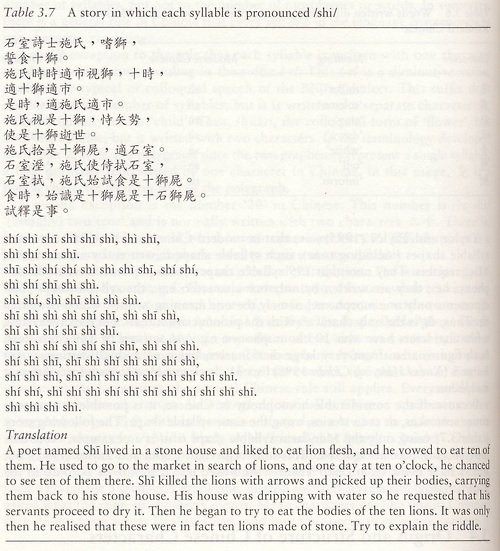 Table 3.7 A story in which each syllable is pronounced /shi/
石室詩士施氏，嗜獅，
誓食十獅。
施氏時時適市視獅，十時，
適十獅適市。
是時，適施氏適市。
施氏視是十獅，恃矢勢，
使是十獅逝世。
施氏拾是十獅屍，適石室。
石室溼，施氏使侍拭石室，
石室拭，施氏始試食是十獅屍。
食時，始識是十獅屍是十石獅屍。
試釋是事。
shí shì shī shì shī shì, shì shī,
shì shí shí shī.
shī shì shí shí shì shì shì shī, shí shí,
shì shí shī shì shì.
shì shí, shì shī shì shì shì.
shī shì shì shì shí shī, shì shí shì,
shí shì shí shī shì shì.
shī shì shí shì shí shī shī, shì shí shì.
shí shì shī, shī shì shí shì shì shí shì,
shí shì shì, shī shì shí shì shí shì shí shī shī.
shí shí, shí shì shì shí shī shī shì shí shí shī shī.
shì shì shì shì.
Translation
A poet named Shī lived in a stone house and liked to eat lion flesh, and he vowed to eat ten of
them. He used to go to the market in search of lions, and one day at ten o'clock, he chanced
to see ten of them there. Shī killed the lions with arrows and picked up their bodies, carrying
them back to his stone house. His house was dripping with water so he requested that his
servants proceed to dry it. Then he began to try to eat the bodies of the ten lions. It was only
then he realised that these were in fact ten lions made of stone. Try to explain the riddle.